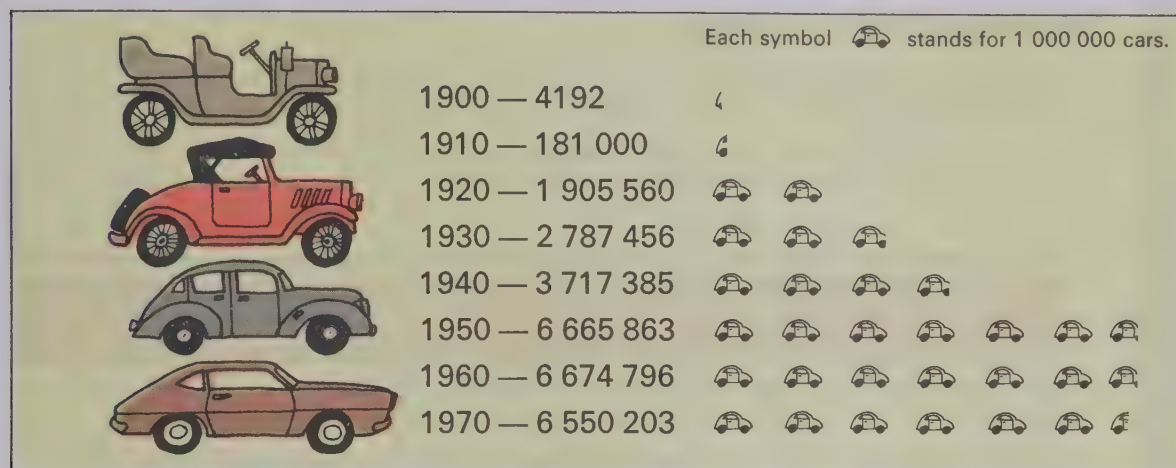 Each symbol stands for 1 000 000 cars.
1900 — 4192
1910 — 181 000
1920 — 1 905 560
1930 — 2 787 456
1940 — 3 717 385
1950 — 6 665 863
1960 — 6 674 796
1970 — 6 550 203